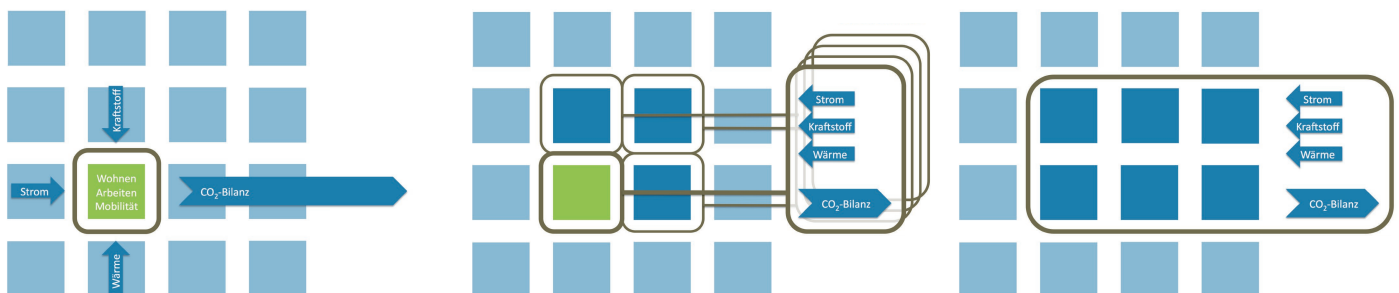 Kraftstoff
Strom
Wohnen
Arbeiten
Mobilität
CO₂-Bilanz
Wärme
Strom
Kraftstoff
Wärme
CO₂-Bilanz
Strom
Kraftstoff
Wärme
CO₂-Bilanz